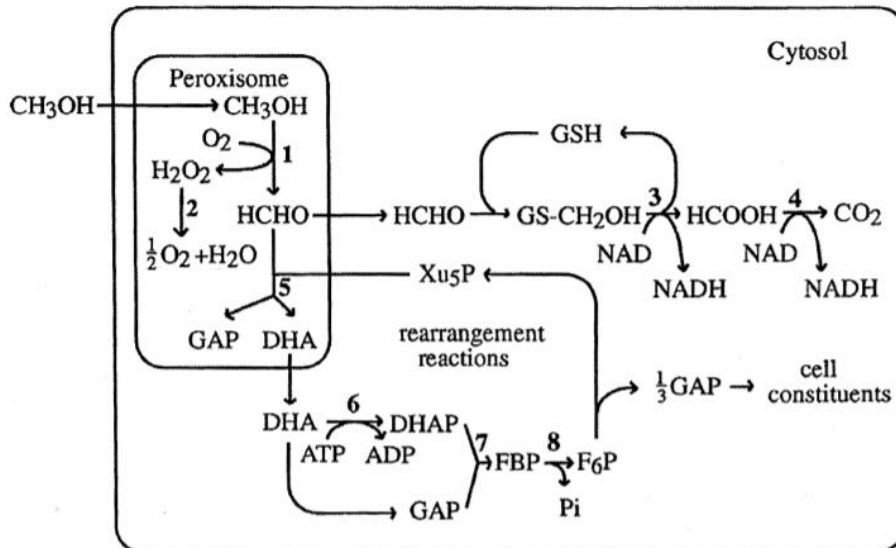 Cytosol
Peroxisome
CH3OH
CH3OH
O2
1
H2O2
2
HCHO
HCHO
GSH
GS-CH2OH
3
HCOOH
4
CO2
NAD
NADH
NAD
NADH
½O2+H2O
5
Xu5P
GAP
DHA
rearrangement
reactions
⅓GAP
cell
constituents
DHA
6
DHAP
ATP
ADP
7
FBP
8
F6P
Pi
GAP